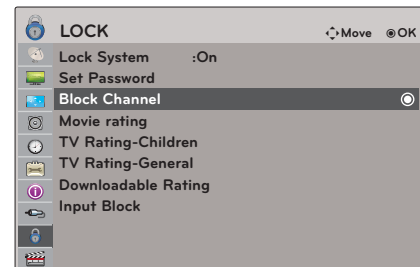 LOCK Move OK
Lock System :On
Set Password
Block Channel
Movie rating
TV Rating-Children
TV Rating-General
Downloadable Rating
Input Block